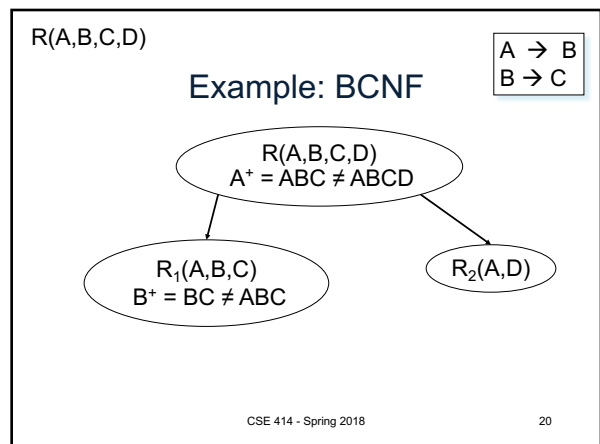 R(A,B,C,D)
A → B
B → C
Example: BCNF
R(A,B,C,D)
A⁺ = ABC ≠ ABCD
R₁(A,B,C)
B⁺ = BC ≠ ABC
R₂(A,D)
CSE 414 - Spring 2018
20